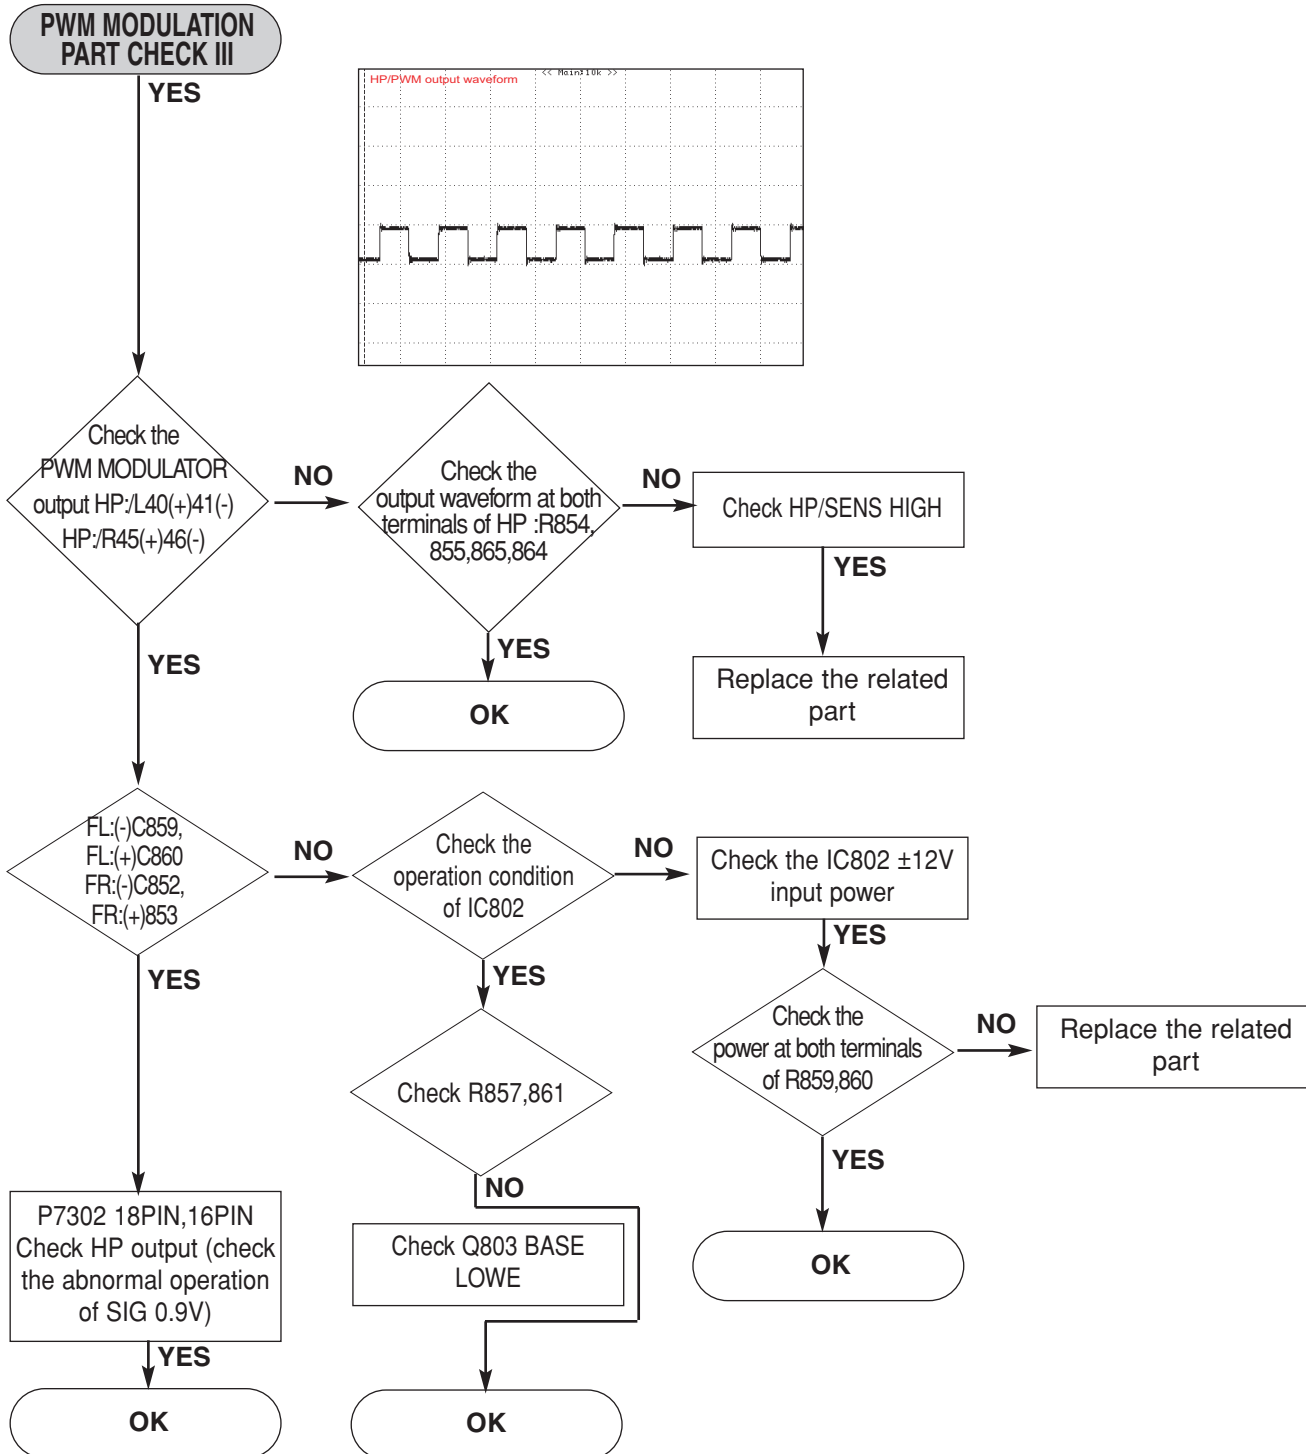 PWM MODULATION
PART CHECK III
YES
HP/PWM output waveform
<< Main:10k >>
Check the
PWM MODULATOR
output HP:/L40(+)41(-)
HP:/R45(+)46(-)
NO
Check the
output waveform at both
terminals of HP :R854,
855,865,864
NO
Check HP/SENS HIGH
YES
Replace the related
part
YES
OK
YES
FL:(-)C859,
FL:(+)C860
FR:(-)C852,
FR:(+)853
NO
Check the
operation condition
of IC802
NO
Check the IC802 ±12V
input power
YES
Check the
power at both terminals
of R859,860
NO
Replace the related
part
YES
OK
YES
Check R857,861
NO
Check Q803 BASE
LOWE
OK
YES
P7302 18PIN,16PIN
Check HP output (check
the abnormal operation
of SIG 0.9V)
YES
OK